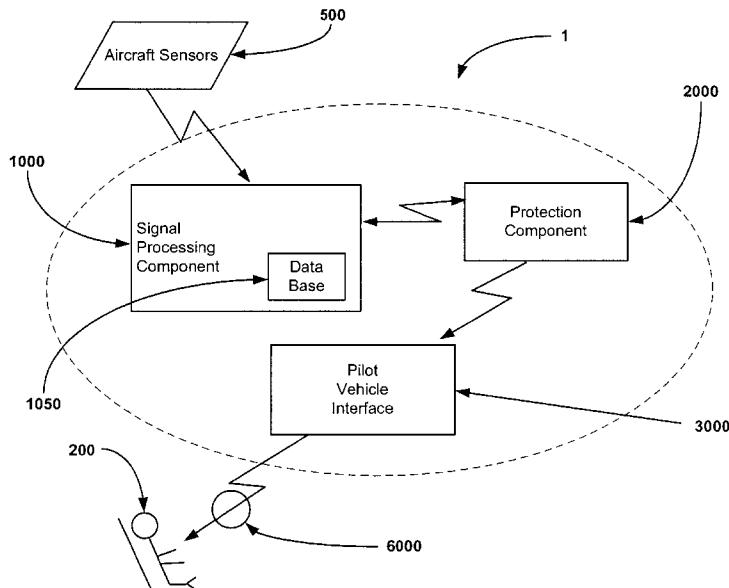 500
Aircraft Sensors
1
2000
1000
Signal
Processing
Component
Protection
Component
Data
Base
Pilot
Vehicle
Interface
1050
3000
200
6000